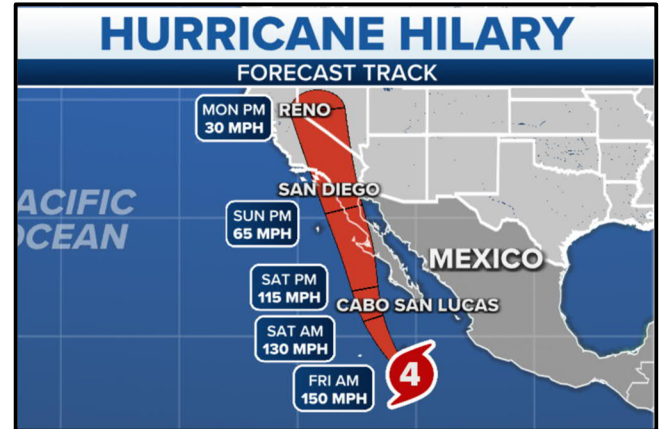 HURRICANE HILARY
FORECAST TRACK
MON PM
30 MPH
RENO
SAN DIEGO
ACIFIC
OCEAN
SUN PM
65 MPH
MEXICO
SAT PM
115 MPH
CABO SAN LUCAS
SAT AM
130 MPH
FRI AM
150 MPH
4